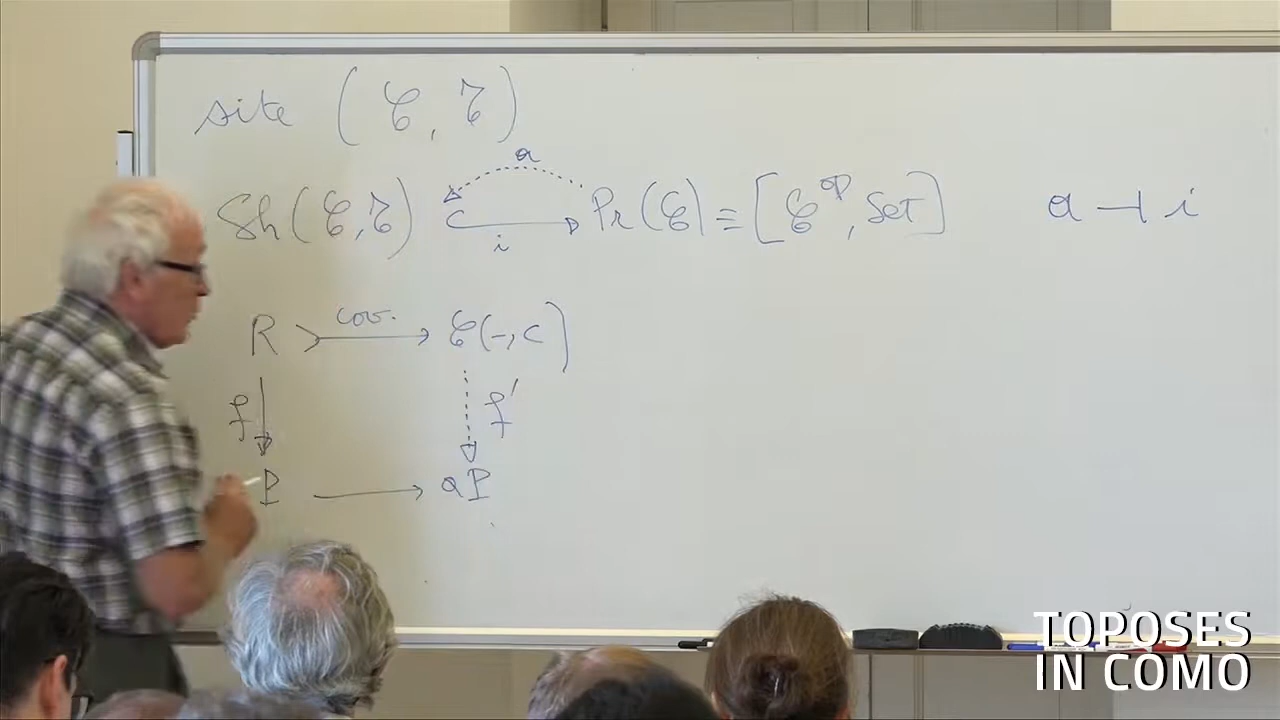 site (𝒞, 𝒯)
a
Sh(𝒞,𝒯) ⊂→ Pr(𝒞) ≡ [𝒞^op, Set] a ⊣ i
i
R >—cov.→ 𝒞(-, C)
f f'
P → aP
TOPOSES
IN COMO